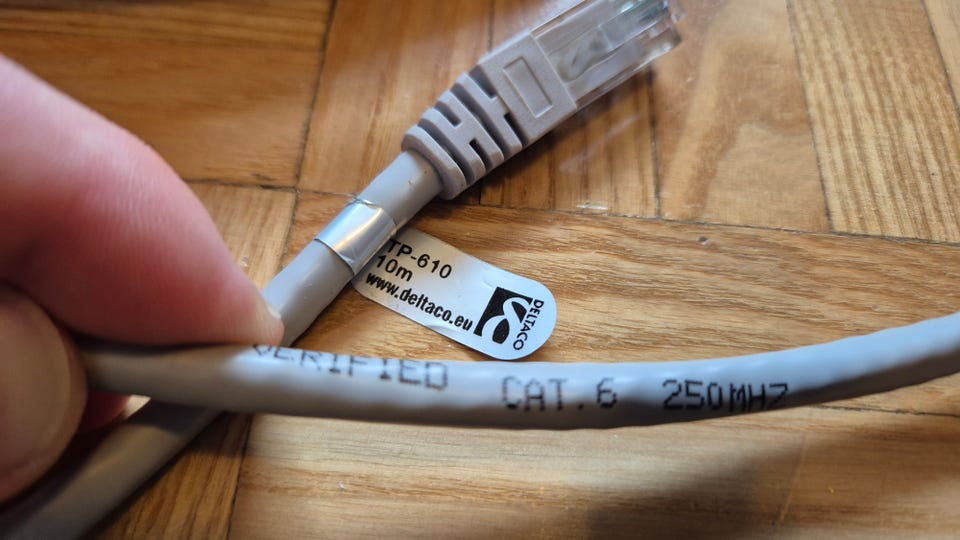 TP-610
10m
www.deltaco.eu
DELTACO
VERIFIED CAT.6 250MHZ